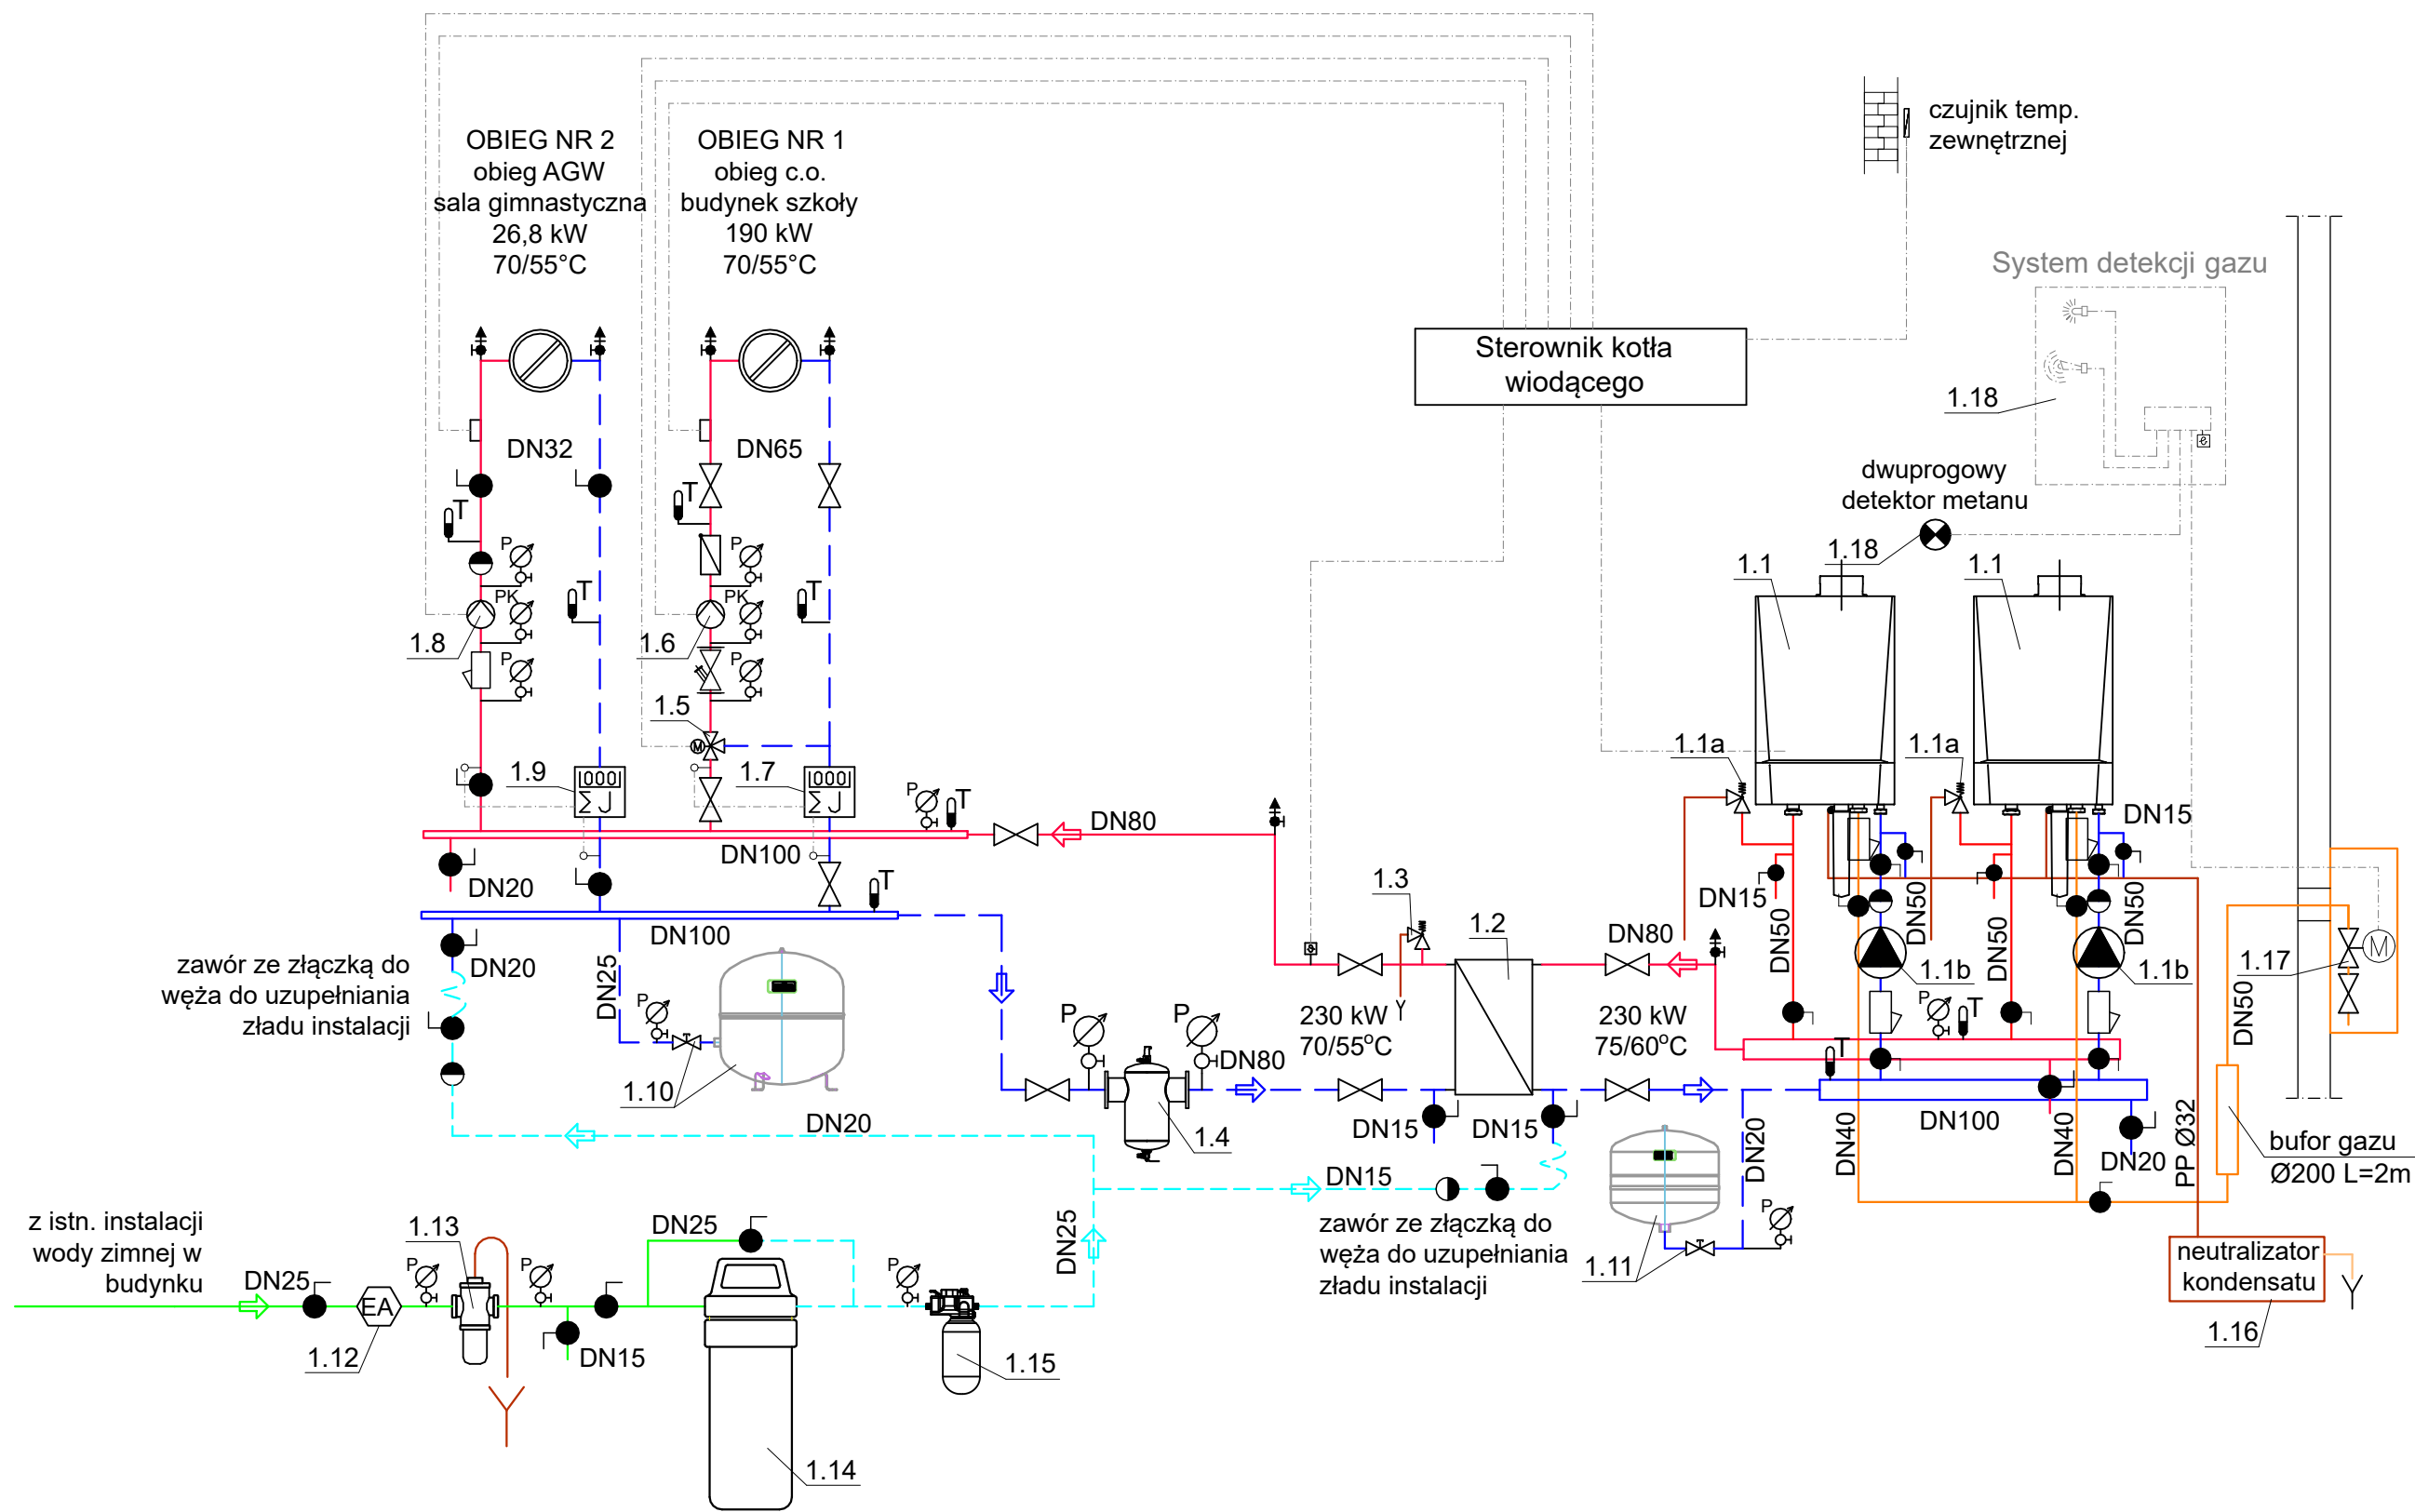 OBIEG NR 2
obieg AGW
sala gimnastyczna
26,8 kW
70/55°C
OBIEG NR 1
obieg c.o.
budynek szkoły
190 kW
70/55°C
czujnik temp.
zewnętrznej
System detekcji gazu
1.18
Sterownik kotła
wiodącego
dwuprogowy
detektor metanu
1.18
1.1
1.1
DN32
DN65
T
T
P
P
PK
PK
T
T
1.8
1.6
P
P
1.5
M
M
1.9
1000
Σ J
1.7
1000
Σ J
1.1a
1.1a
P
T
DN80
DN100
DN20
T
DN15
DN15
1.3
1.2
DN80
DN50
DN50
DN50
DN50
1.1b
1.1b
1.17
M
DN50
DN100
DN20
DN25
zawór ze złączką do
węża do uzupełniania
zładu instalacji
P
1.10
P
P
DN80
1.4
230 kW
70/55°C
230 kW
75/60°C
P
T
T
DN15
DN15
DN20
DN40
DN100
DN40
DN20
PP Ø32
bufor gazu
Ø200 L=2m
DN20
DN15
DN25
zawór ze złączką do
węża do uzupełniania
zładu instalacji
1.11
P
neutralizator
kondensatu
1.16
z istn. instalacji
wody zimnej w
budynku
DN25
EA
1.12
P
1.13
P
DN15
DN25
1.14
P
1.15